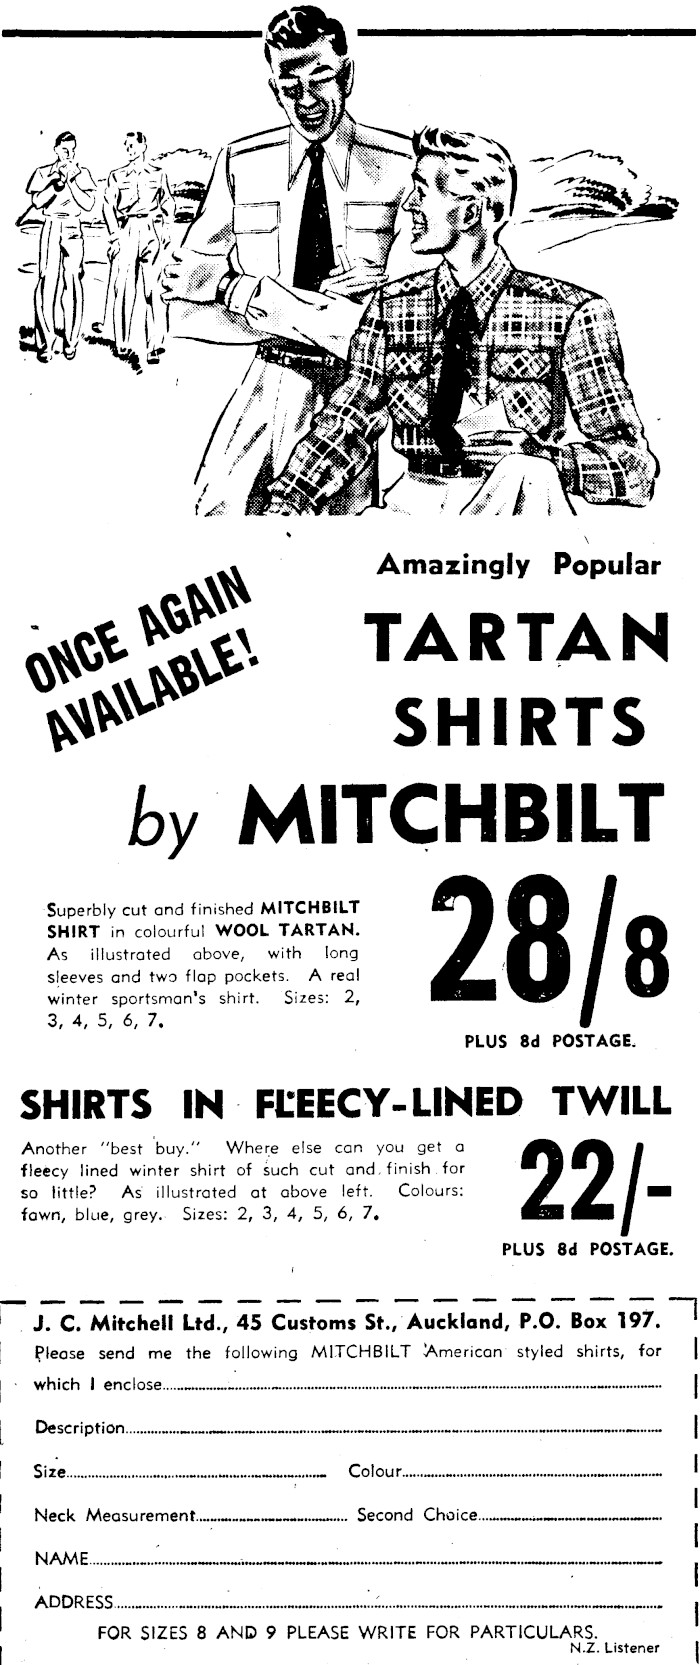 ONCE AGAIN
AVAILABLE!
Amazingly Popular
TARTAN
SHIRTS
by MITCHBILT
Superbly cut and finished MITCHBILT
SHIRT in colourful WOOL TARTAN.
As illustrated above, with long
sleeves and two flap pockets. A real
winter sportsman's shirt. Sizes: 2,
3, 4, 5, 6, 7.
28/8
PLUS 8d POSTAGE.
SHIRTS IN FLEECY-LINED TWILL
Another "best buy." Where else can you get a
fleecy lined winter shirt of such cut and finish for
so little? As illustrated at above left. Colours:
fawn, blue, grey. Sizes: 2, 3, 4, 5, 6, 7.
22/-
PLUS 8d POSTAGE.
J. C. Mitchell Ltd., 45 Customs St., Auckland, P.O. Box 197.
Please send me the following MITCHBILT American styled shirts, for
which I enclose
Description
Size Colour
Neck Measurement Second Choice
NAME
ADDRESS
FOR SIZES 8 AND 9 PLEASE WRITE FOR PARTICULARS.
N.Z. Listener